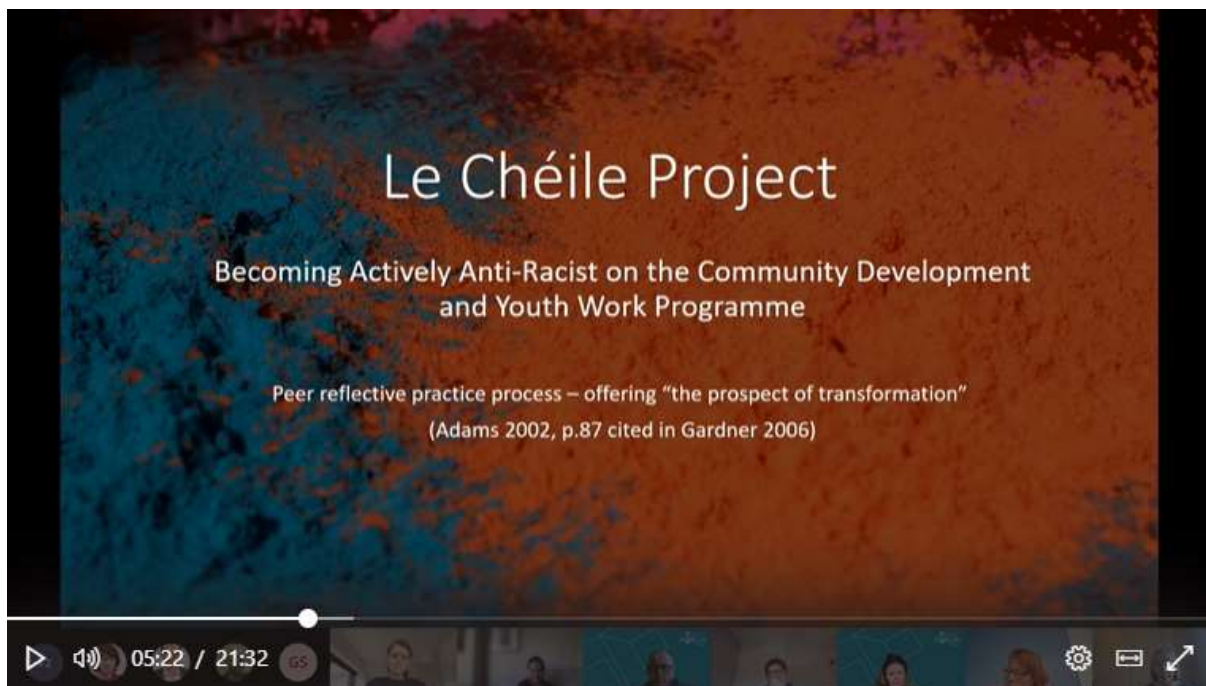 Le Chéile Project
Becoming Actively Anti-Racist on the Community Development
and Youth Work Programme
Peer reflective practice process – offering “the prospect of transformation”
(Adams 2002, p.87 cited in Gardner 2006)
05:22 / 21:32
GS